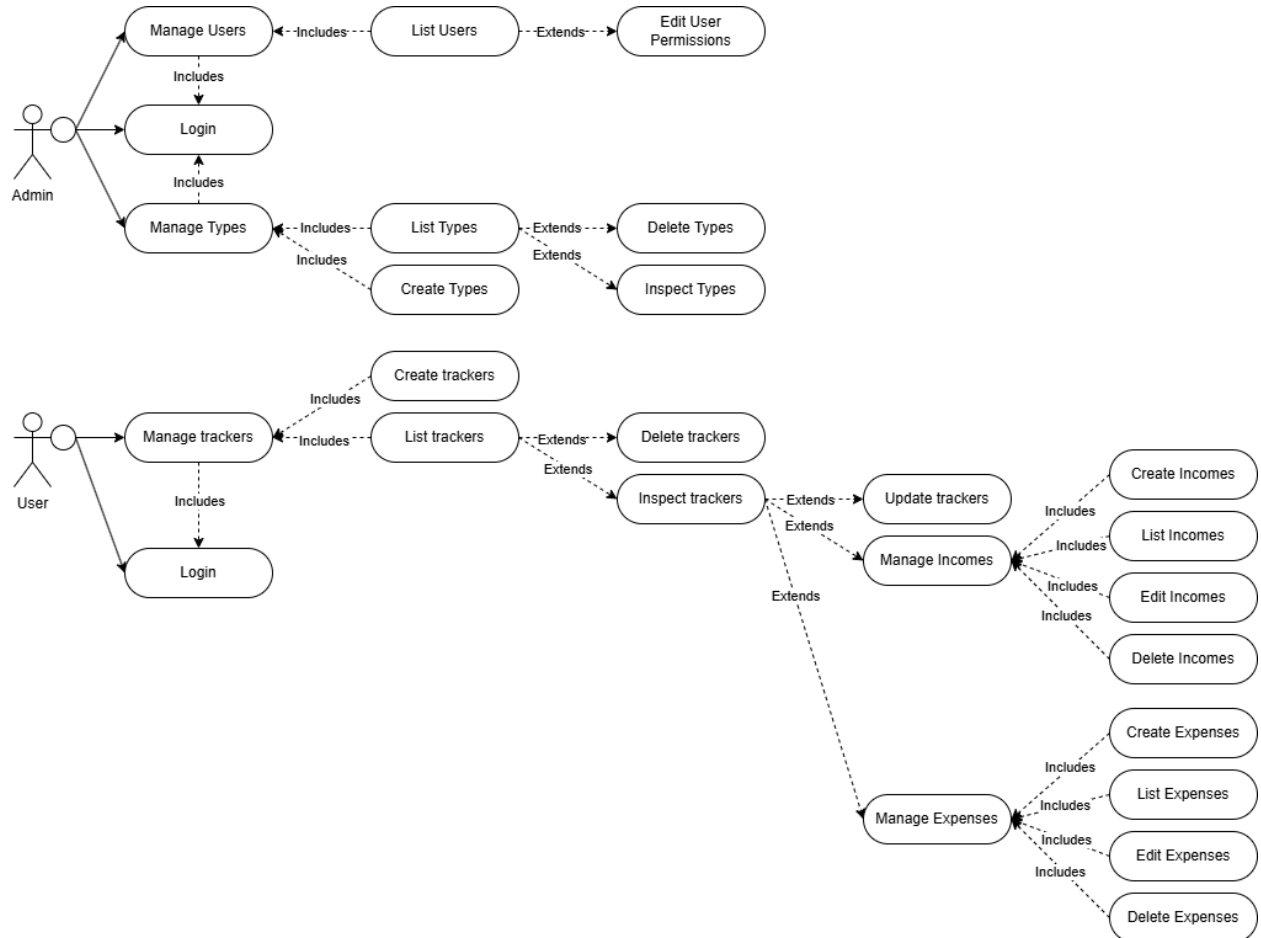 Manage Users
Includes
List Users
Extends
Edit User
Permissions
Includes
Login
Admin
Includes
Manage Types
Includes
List Types
Extends
Delete Types
Includes
Extends
Create Types
Inspect Types
Create trackers
Includes
Manage trackers
Includes
List trackers
Extends
Delete trackers
Extends
Inspect trackers
User
Includes
Login
Extends
Update trackers
Extends
Manage Incomes
Extends
Create Incomes
Includes
List Incomes
Includes
Includes
Edit Incomes
Includes
Delete Incomes
Manage Expenses
Create Expenses
Includes
List Expenses
Includes
Includes
Edit Expenses
Includes
Delete Expenses